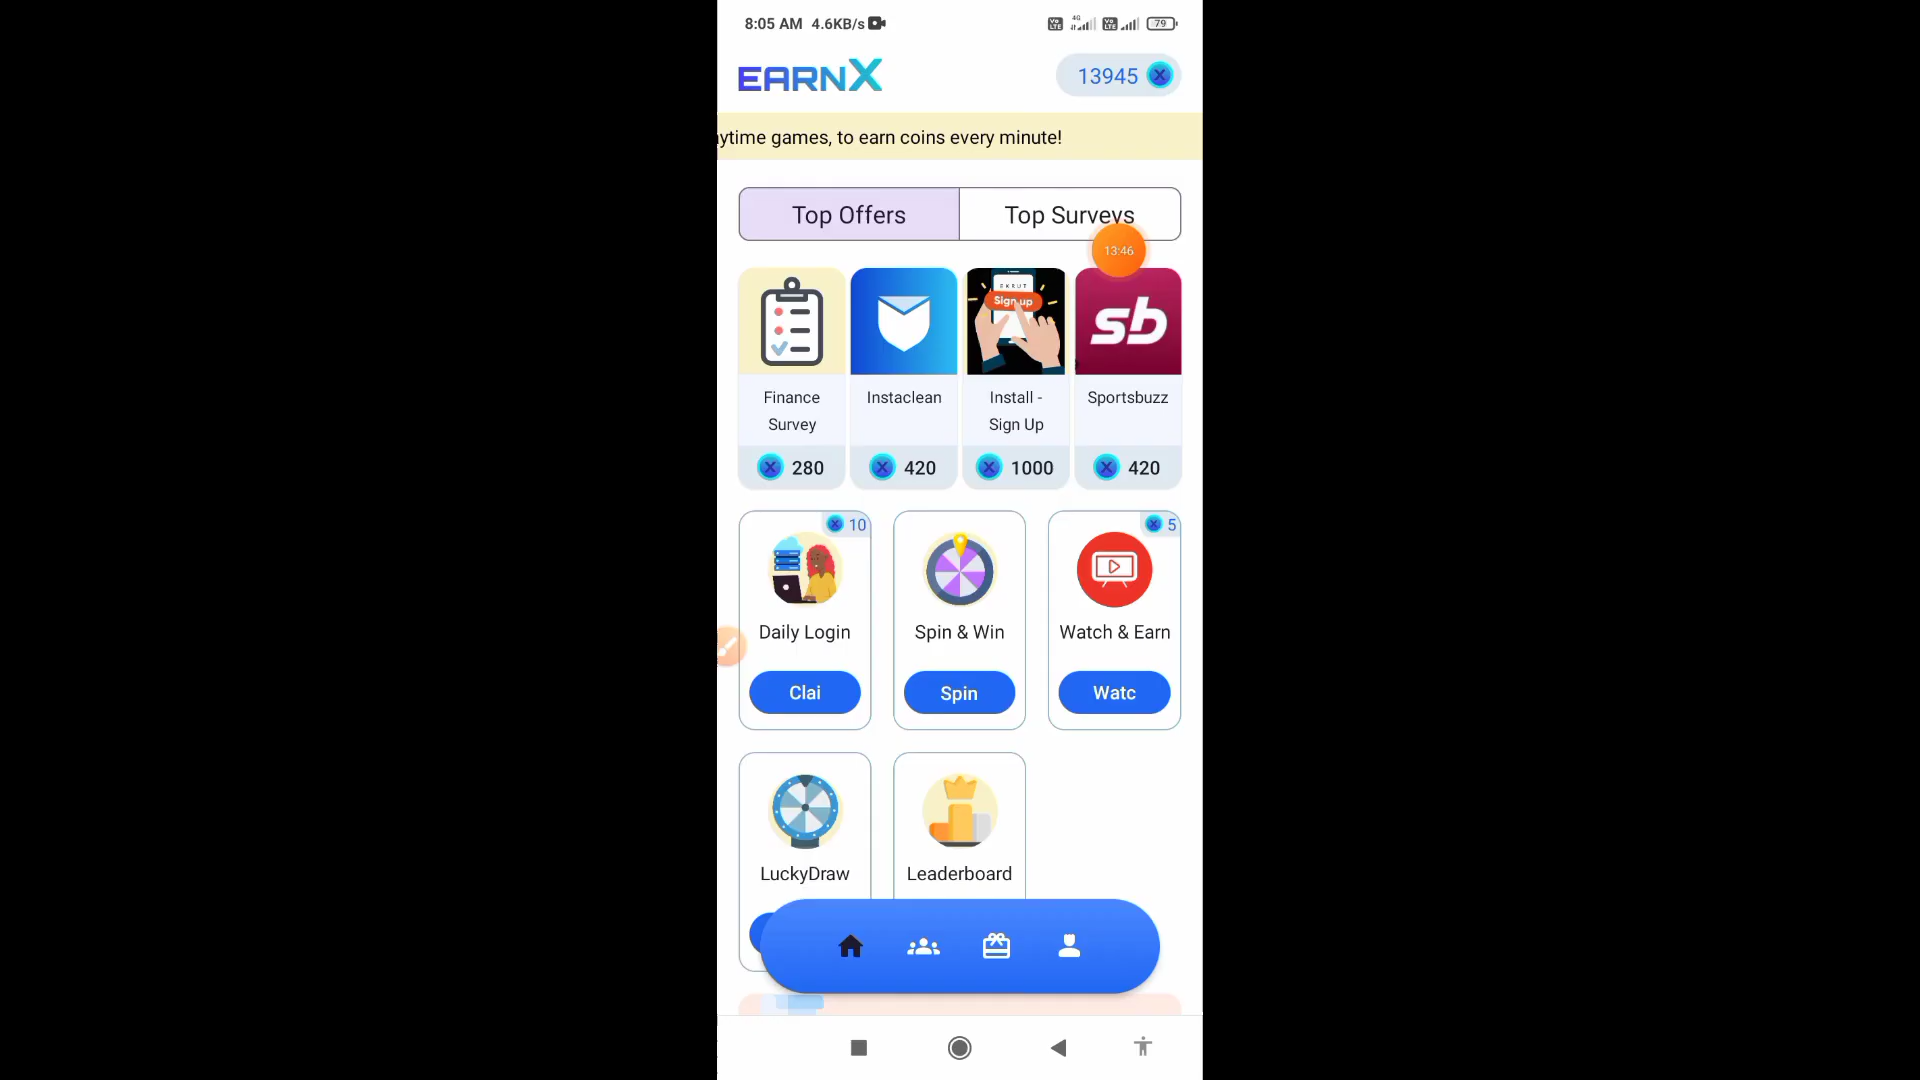 8:05 AM 4.6KB/s
4G
79
EARNX
13945
ytime games, to earn coins every minute!
Top Offers
Top Surveys
13:46
Sign up
sb
Finance
Survey
Instaclean
Install -
Sign Up
Sportsbuzz
280
420
1000
420
10
5
Daily Login
Spin & Win
Watch & Earn
Clai
Spin
Watc
LuckyDraw
Leaderboard